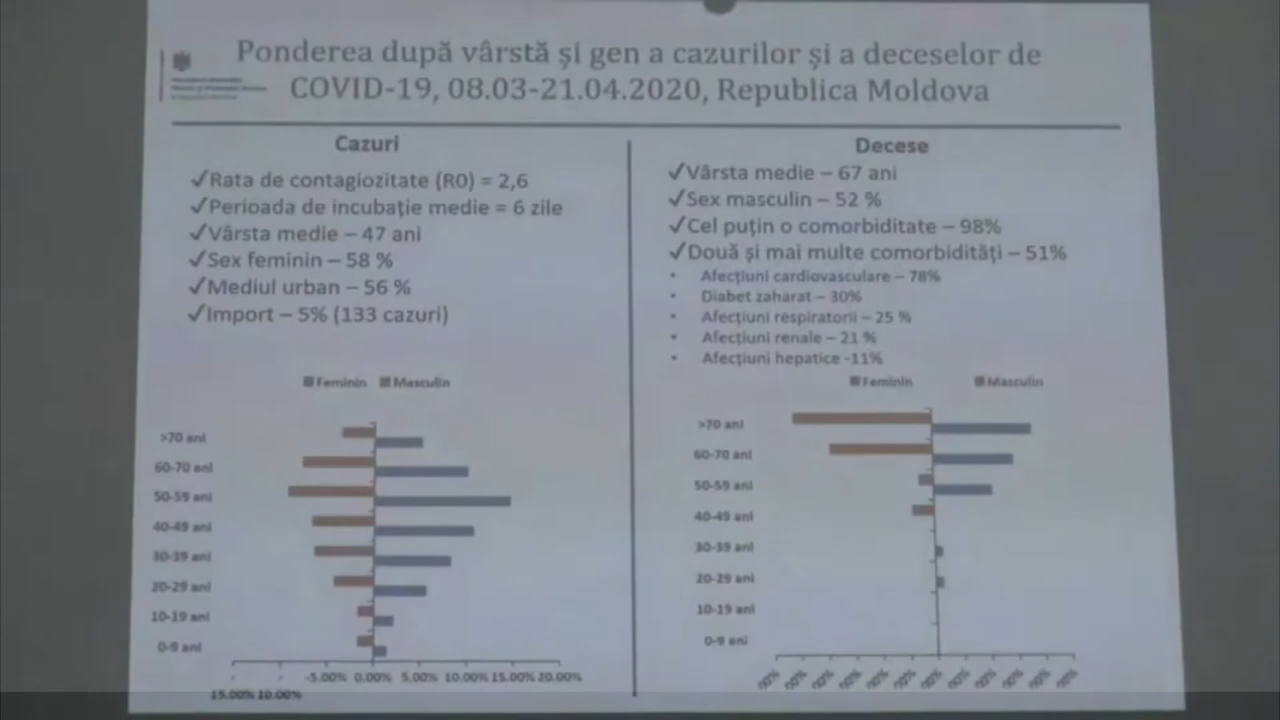 Ponderea după vârstă și gen a cazurilor și a deceselor de
COVID-19, 08.03-21.04.2020, Republica Moldova
Cazuri
✓Rata de contagiozitate (R0) = 2,6
✓Perioada de incubație medie = 6 zile
✓Vârsta medie – 47 ani
✓Sex feminin – 58 %
✓Mediul urban – 56 %
✓Import – 5% (133 cazuri)
Feminin Masculin
>70 ani
60-70 ani
50-59 ani
40-49 ani
30-39 ani
20-29 ani
10-19 ani
0-9 ani
-5.00% 0.00% 5.00% 10.00% 15.00% 20.00%
15.00% 10.00%
Decese
✓Vârsta medie – 67 ani
✓Sex masculin – 52 %
✓Cel puțin o comorbiditate – 98%
✓Două și mai multe comorbidități – 51%
• Afecțiuni cardiovasculare – 78%
• Diabet zaharat – 30%
• Afecțiuni respiratorii – 25 %
• Afecțiuni renale – 21 %
• Afecțiuni hepatice -11%
Feminin Masculin
>70 ani
60-70 ani
50-59 ani
40-49 ani
30-39 ani
20-29 ani
10-19 ani
0-9 ani